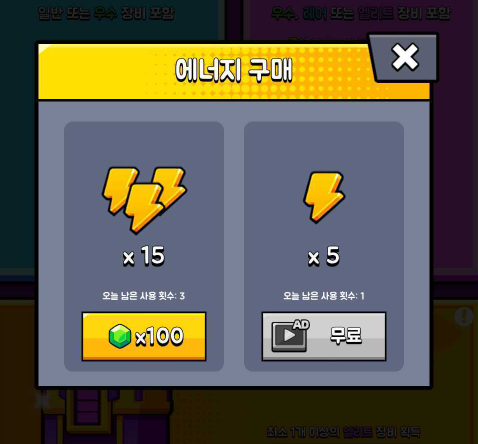 일반 또는 우수 장비 포함
우수, 레어 또는 엘리트 장비 포함
에너지 구매
x 15
x 5
오늘 남은 사용 횟수: 3
오늘 남은 사용 횟수: 1
x100
AD
무료
최소 1개 이상의 엘리트 장비 획득